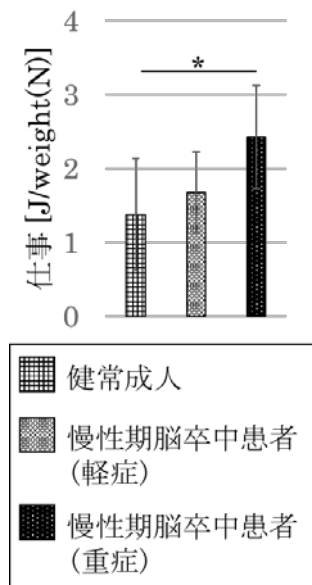 4
*
3
2
1
0
仕事 [J/weight(N)]
健常成人
慢性期脳卒中患者
(軽症)
慢性期脳卒中患者
(重症)